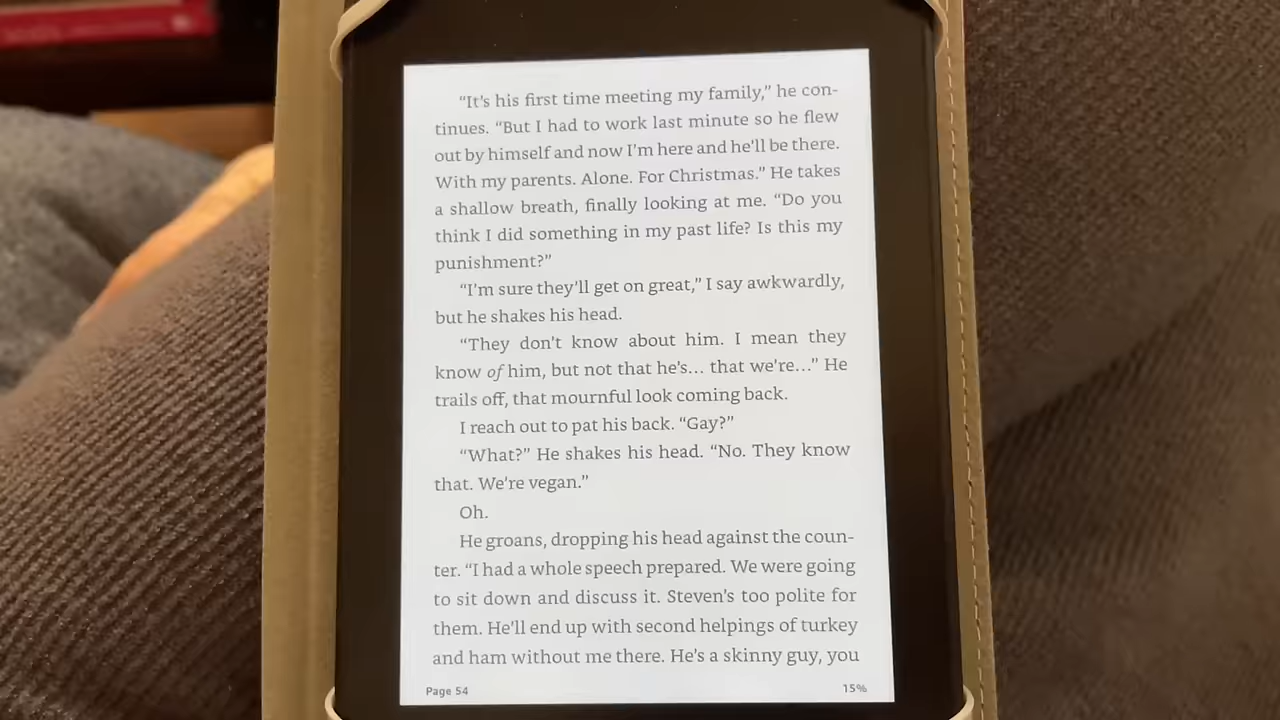 “It’s his first time meeting my family,” he con-
tinues. “But I had to work last minute so he flew
out by himself and now I’m here and he’ll be there.
With my parents. Alone. For Christmas.” He takes
a shallow breath, finally looking at me. “Do you
think I did something in my past life? Is this my
punishment?”
“I’m sure they’ll get on great,” I say awkwardly,
but he shakes his head.
“They don’t know about him. I mean they
know of him, but not that he’s… that we’re…” He
trails off, that mournful look coming back.
I reach out to pat his back. “Gay?”
“What?” He shakes his head. “No. They know
that. We’re vegan.”
Oh.
He groans, dropping his head against the coun-
ter. “I had a whole speech prepared. We were going
to sit down and discuss it. Steven’s too polite for
them. He’ll end up with second helpings of turkey
and ham without me there. He’s a skinny guy, you
Page 54
15%